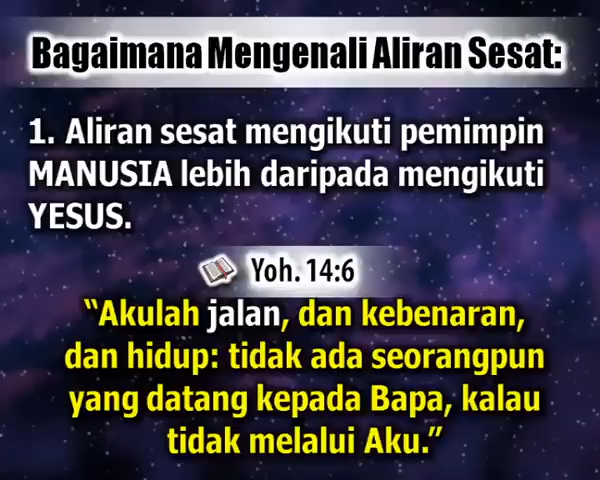 Bagaimana Mengenali Aliran Sesat:
1. Aliran sesat mengikuti pemimpin
MANUSIA lebih daripada mengikuti
YESUS.
Yoh. 14:6
“Akulah jalan, dan kebenaran,
dan hidup: tidak ada seorangpun
yang datang kepada Bapa, kalau
tidak melalui Aku.”